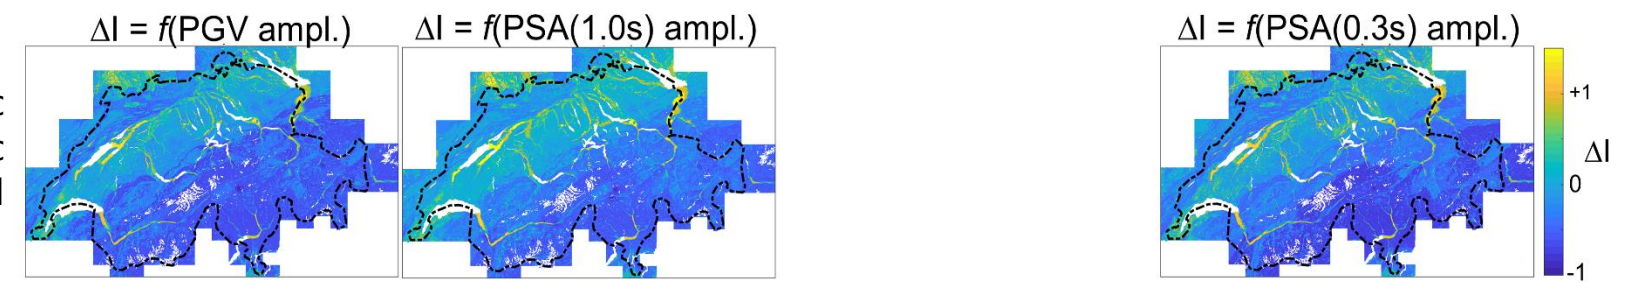 ΔI = f(PGV ampl.)
ΔI = f(PSA(1.0s) ampl.)
ΔI = f(PSA(0.3s) ampl.)
+1
ΔI
0
-1